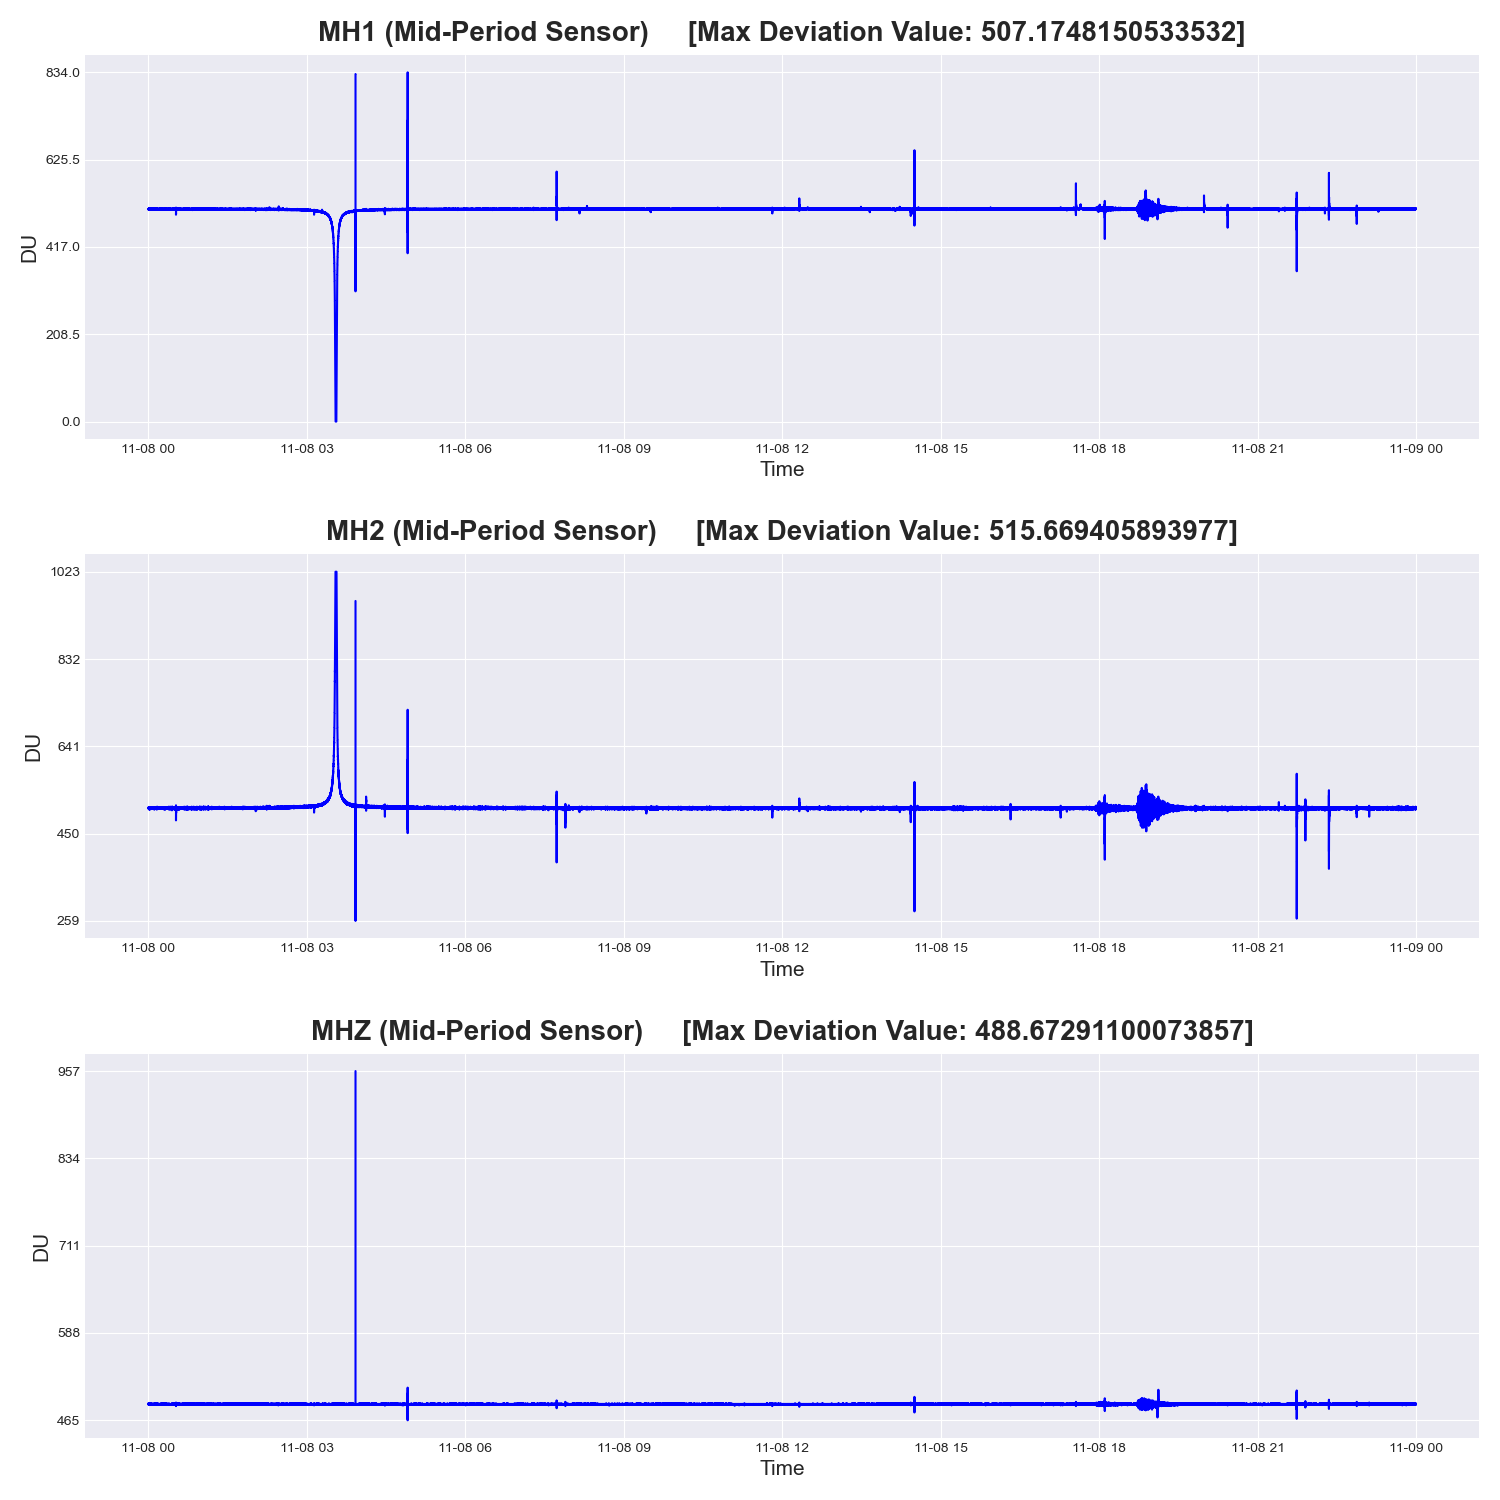 MH1 (Mid-Period Sensor)     [Max Deviation Value: 507.1748150533532]
DU
834.0
625.5
417.0
208.5
0.0
11-08 00 11-08 03 11-08 06 11-08 09 11-08 12 11-08 15 11-08 18 11-08 21 11-09 00
Time
MH2 (Mid-Period Sensor)     [Max Deviation Value: 515.669405893977]
DU
1023
832
641
450
259
11-08 00 11-08 03 11-08 06 11-08 09 11-08 12 11-08 15 11-08 18 11-08 21 11-09 00
Time
MHZ (Mid-Period Sensor)     [Max Deviation Value: 488.67291100073857]
DU
957
834
711
588
465
11-08 00 11-08 03 11-08 06 11-08 09 11-08 12 11-08 15 11-08 18 11-08 21 11-09 00
Time